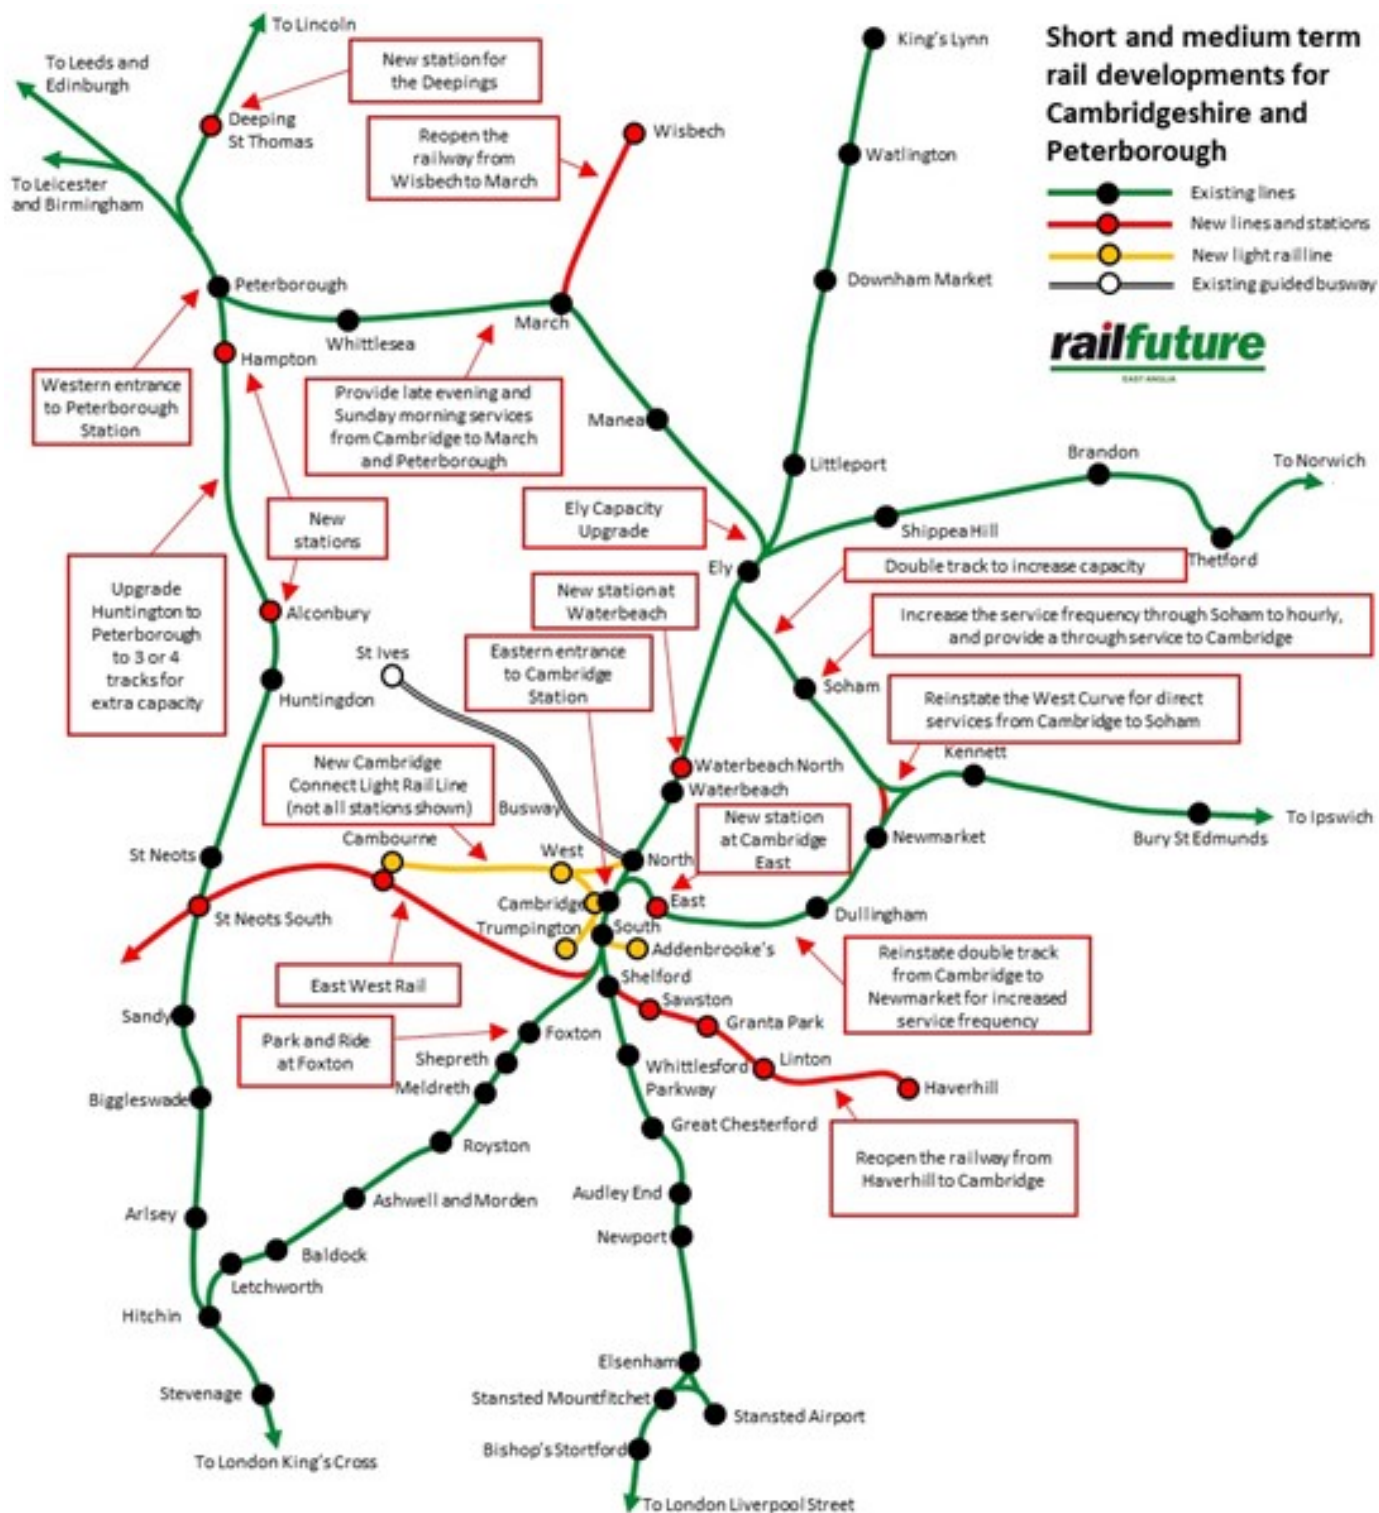 To Lincoln
New station for
the Deepings
To Leeds and
Edinburgh
Deeping
St Thomas
To Leicester
and Birmingham
Reopen the
railway from
Wisbech to March
Wisbech
King's Lynn
Watlington
Downham Market
Littleport
Short and medium term
rail developments for
Cambridgeshire and
Peterborough
Existing lines
New lines and stations
New light rail line
Existing guided busway
railfuture
EAST ANGLIA
Peterborough
Whittlesea
March
Hampton
Western entrance
to Peterborough
Station
Provide late evening and
Sunday morning services
from Cambridge to March
and Peterborough
Manea
Brandon
To Norwich
Shippea Hill
Thetford
Ely Capacity
Upgrade
Ely
New
stations
Upgrade
Huntington to
Peterborough
to 3 or 4
tracks for
extra capacity
Alconbury
Huntingdon
Double track to increase capacity
Increase the service frequency through Soham to hourly,
and provide a through service to Cambridge
New station at
Waterbeach
Eastern entrance
to Cambridge
Station
St Ives
Soham
Reinstate the West Curve for direct
services from Cambridge to Soham
Kennett
Waterbeach North
Waterbeach
New Cambridge
Connect Light Rail Line
(not all stations shown)
Busway
New station
at Cambridge
East
Newmarket
Bury St Edmunds
To Ipswich
St Neots
Cambourne
West
North
Cambridge
East
Dullingham
St Neots South
Trumpington
South
Addenbrooke's
East West Rail
Shelford
Reinstate double track
from Cambridge to
Newmarket for increased
service frequency
Sawston
Granta Park
Sandy
Park and Ride
at Foxton
Foxton
Shepreth
Meldreth
Whittlesford
Parkway
Linton
Haverhill
Biggleswade
Royston
Great Chesterford
Reopen the railway from
Haverhill to Cambridge
Ashwell and Morden
Audley End
Arlsey
Newport
Baldock
Letchworth
Hitchin
Elsenham
Stevenage
Stansted Mountfitchet
Stansted Airport
Bishop's Stortford
To London King's Cross
To London Liverpool Street